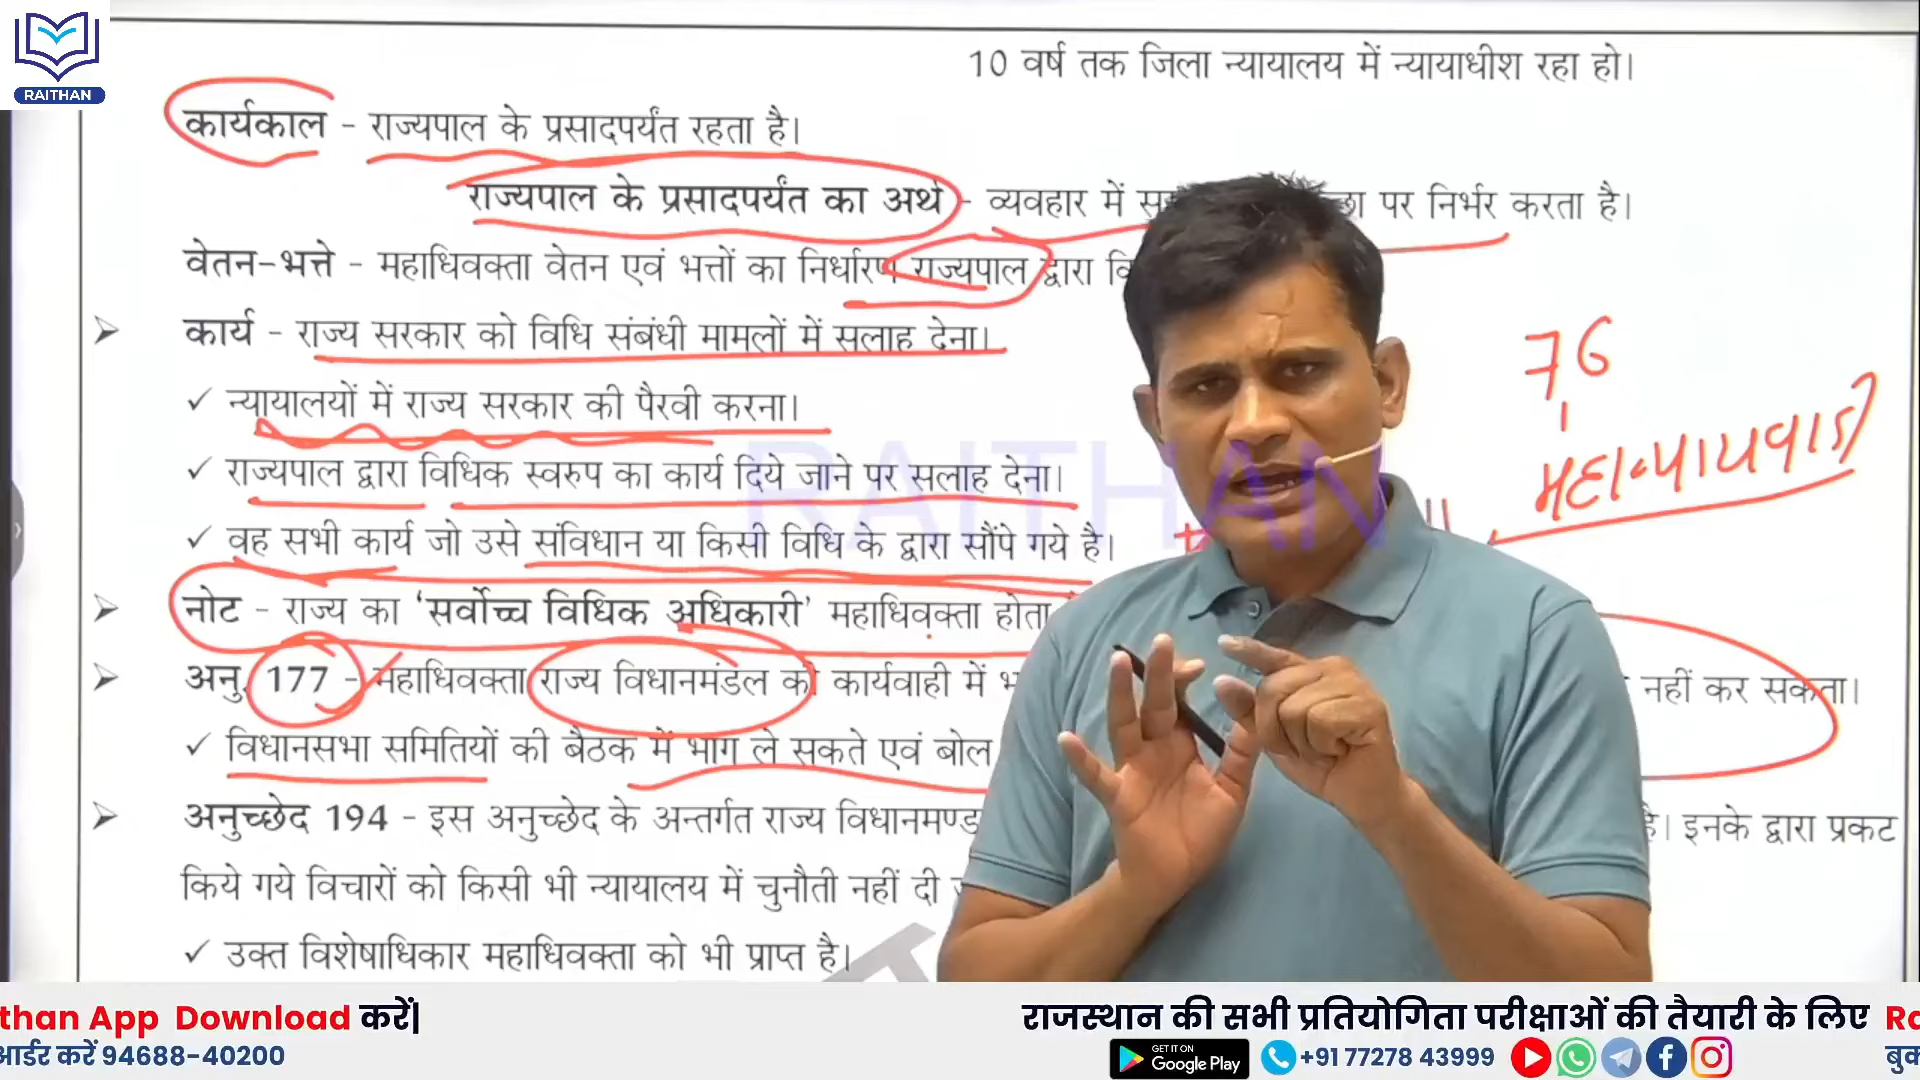 RAITHAN
10 वर्ष तक जिला न्यायालय में न्यायाधीश रहा हो।
कार्यकाल - राज्यपाल के प्रसादपर्यंत रहता है।
राज्यपाल के प्रसादपर्यंत का अर्थ - व्यवहार में पर निर्भर करता है।
वेतन-भत्ते - महाधिवक्ता वेतन एवं भत्तों का निर्धारण राज्यपाल द्वारा
➢ कार्य - राज्य सरकार को विधि संबंधी मामलों में सलाह देना।
✓ न्यायालयों में राज्य सरकार की पैरवी करना।
✓ राज्यपाल द्वारा विधिक स्वरुप का कार्य दिये जाने पर सलाह देना।
✓ वह सभी कार्य जो उसे संविधान या किसी विधि के द्वारा सौंपे गये है।
76
महान्यायवादी
RAITHAN
➢ नोट - राज्य का ‘सर्वोच्च विधिक अधिकारी’ महाधिवक्ता होता
➢ अनु. 177 - महाधिवक्ता राज्य विधानमंडल की कार्यवाही में नहीं कर सकता।
✓ विधानसभा समितियों की बैठक में भाग ले सकते एवं बोल
➢ अनुच्छेद 194 - इस अनुच्छेद के अन्तर्गत राज्य है। इनके द्वारा प्रकट
किये गये विचारों को किसी भी न्यायालय में चुनौती नहीं दी
✓ उक्त विशेषाधिकार महाधिवक्ता को भी प्राप्त है।
than App Download करें|
आर्डर करें 94688-40200
राजस्थान की सभी प्रतियोगिता परीक्षाओं की तैयारी के लिए Ra
GET IT ON
Google Play
+91 77278 43999
बुक